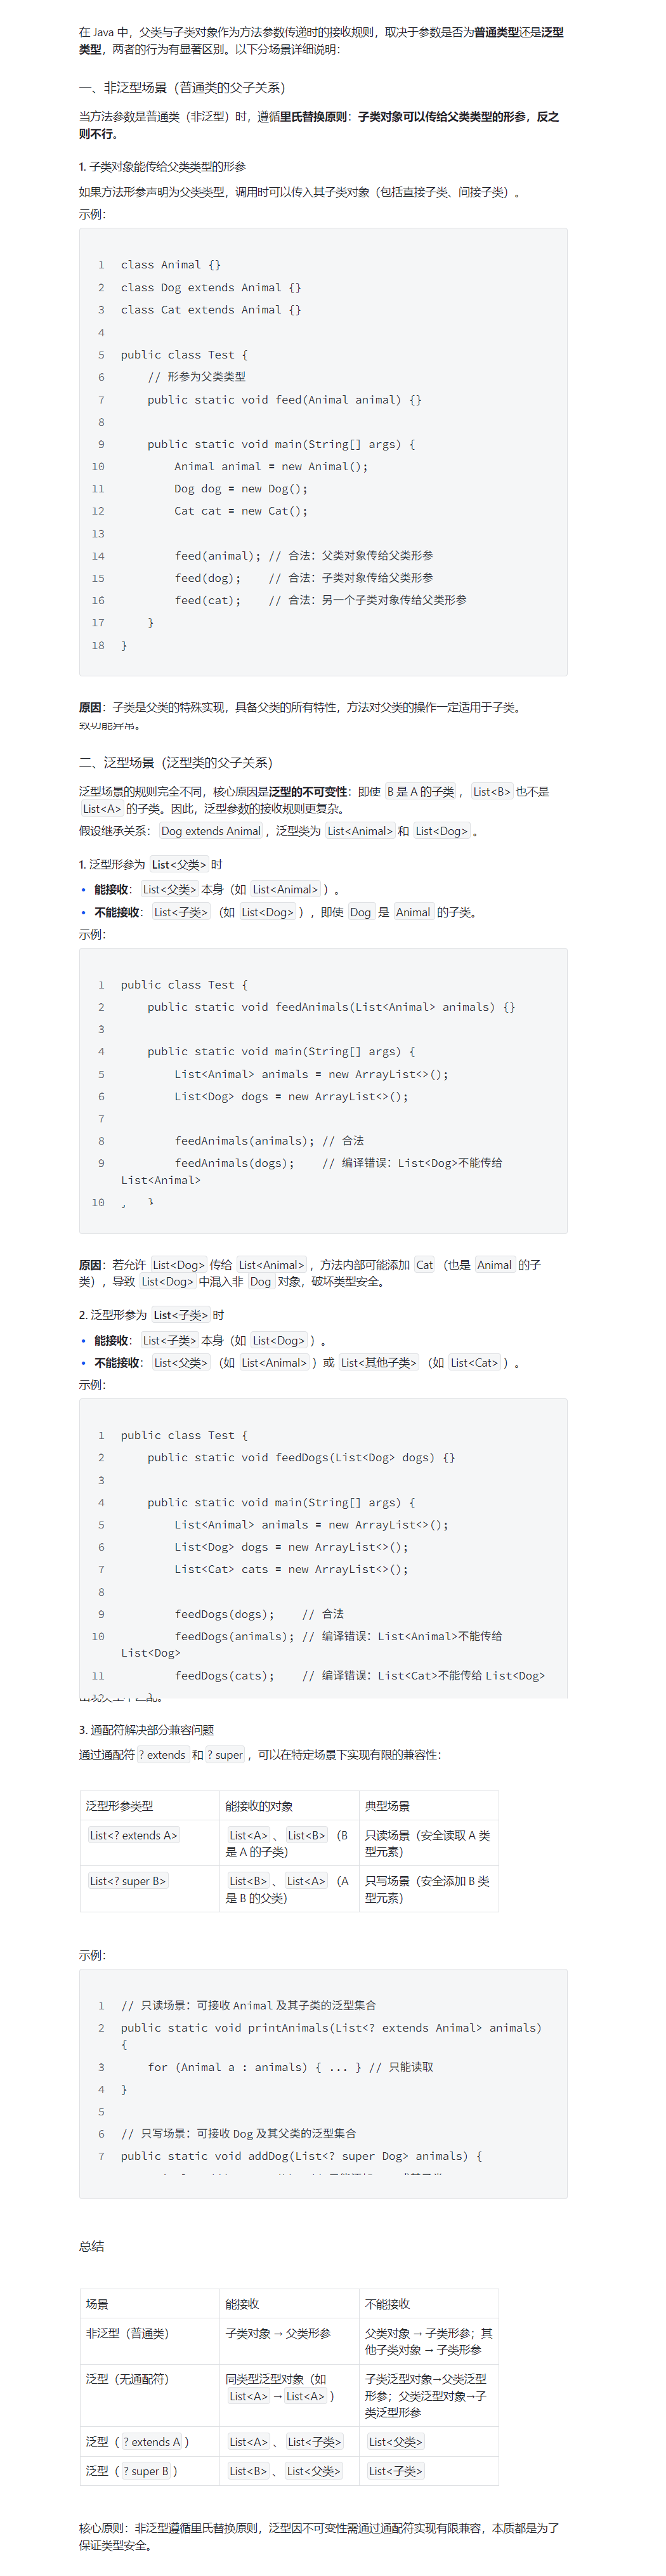 在 Java 中，父类与子类对象作为方法参数传递时的接收规则，取决于参数是否为普通类型还是泛型
类型，两者的行为有显著区别。以下分场景详细说明：
一、非泛型场景（普通类的父子关系）
当方法参数是普通类（非泛型）时，遵循里氏替换原则：子类对象可以传给父类类型的形参，反之
则不行。
1. 子类对象能传给父类类型的形参
如果方法形参声明为父类类型，调用时可以传入其子类对象（包括直接子类、间接子类）。
示例：
1 class Animal {}
2 class Dog extends Animal {}
3 class Cat extends Animal {}
4
5 public class Test {
6 // 形参为父类类型
7 public static void feed(Animal animal) {}
8
9 public static void main(String[] args) {
10 Animal animal = new Animal();
11 Dog dog = new Dog();
12 Cat cat = new Cat();
13
14 feed(animal); // 合法：父类对象传给父类形参
15 feed(dog); // 合法：子类对象传给父类形参
16 feed(cat); // 合法：另一个子类对象传给父类形参
17 }
18 }
原因：子类是父类的特殊实现，具备父类的所有特性，方法对父类的操作一定适用于子类。
致功能异常。
二、泛型场景（泛型类的父子关系）
泛型场景的规则完全不同，核心原因是泛型的不可变性：即使 B 是 A 的子类，List<B> 也不是
List<A> 的子类。因此，泛型参数的接收规则更复杂。
假设继承关系：Dog extends Animal，泛型类为 List<Animal> 和 List<Dog>。
1. 泛型形参为 List<父类> 时
• 能接收：List<父类> 本身（如 List<Animal>）。
• 不能接收：List<子类>（如 List<Dog>），即使 Dog 是 Animal 的子类。
示例：
1 public class Test {
2 public static void feedAnimals(List<Animal> animals) {}
3
4 public static void main(String[] args) {
5 List<Animal> animals = new ArrayList<>();
6 List<Dog> dogs = new ArrayList<>();
7
8 feedAnimals(animals); // 合法
9 feedAnimals(dogs); // 编译错误：List<Dog>不能传给
List<Animal>
10
原因：若允许 List<Dog> 传给 List<Animal>，方法内部可能添加 Cat（也是 Animal 的子
类），导致 List<Dog> 中混入非 Dog 对象，破坏类型安全。
2. 泛型形参为 List<子类> 时
• 能接收：List<子类> 本身（如 List<Dog>）。
• 不能接收：List<父类>（如 List<Animal>）或 List<其他子类>（如 List<Cat>）。
示例：
1 public class Test {
2 public static void feedDogs(List<Dog> dogs) {}
3
4 public static void main(String[] args) {
5 List<Animal> animals = new ArrayList<>();
6 List<Dog> dogs = new ArrayList<>();
7 List<Cat> cats = new ArrayList<>();
8
9 feedDogs(dogs); // 合法
10 feedDogs(animals); // 编译错误：List<Animal>不能传给
List<Dog>
11 feedDogs(cats); // 编译错误：List<Cat>不能传给 List<Dog>
3. 通配符解决部分兼容问题
通过通配符 ? extends 和 ? super，可以在特定场景下实现有限的兼容性：
泛型形参类型 能接收的对象 典型场景
List<? extends A> List<A>、List<B>（B 只读场景（安全读取 A 类
是 A 的子类） 型元素）
List<? super B> List<B>、List<A>（A 只写场景（安全添加 B 类
是 B 的父类） 型元素）
示例：
1 // 只读场景：可接收 Animal 及其子类的泛型集合
2 public static void printAnimals(List<? extends Animal> animals)
{
3 for (Animal a : animals) { ... } // 只能读取
4 }
5
6 // 只写场景：可接收 Dog 及其父类的泛型集合
7 public static void addDog(List<? super Dog> animals) {
总结
场景 能接收 不能接收
非泛型（普通类） 子类对象 → 父类形参 父类对象 → 子类形参；其
他子类对象 → 子类形参
泛型（无通配符） 同类型泛型对象（如 子类泛型对象→父类泛型
List<A> → List<A>） 形参；父类泛型对象→子
类泛型形参
泛型（? extends A） List<A>、List<子类> List<父类>
泛型（? super B） List<B>、List<父类> List<子类>
核心原则：非泛型遵循里氏替换原则，泛型因不可变性需通过通配符实现有限兼容，本质都是为了
保证类型安全。